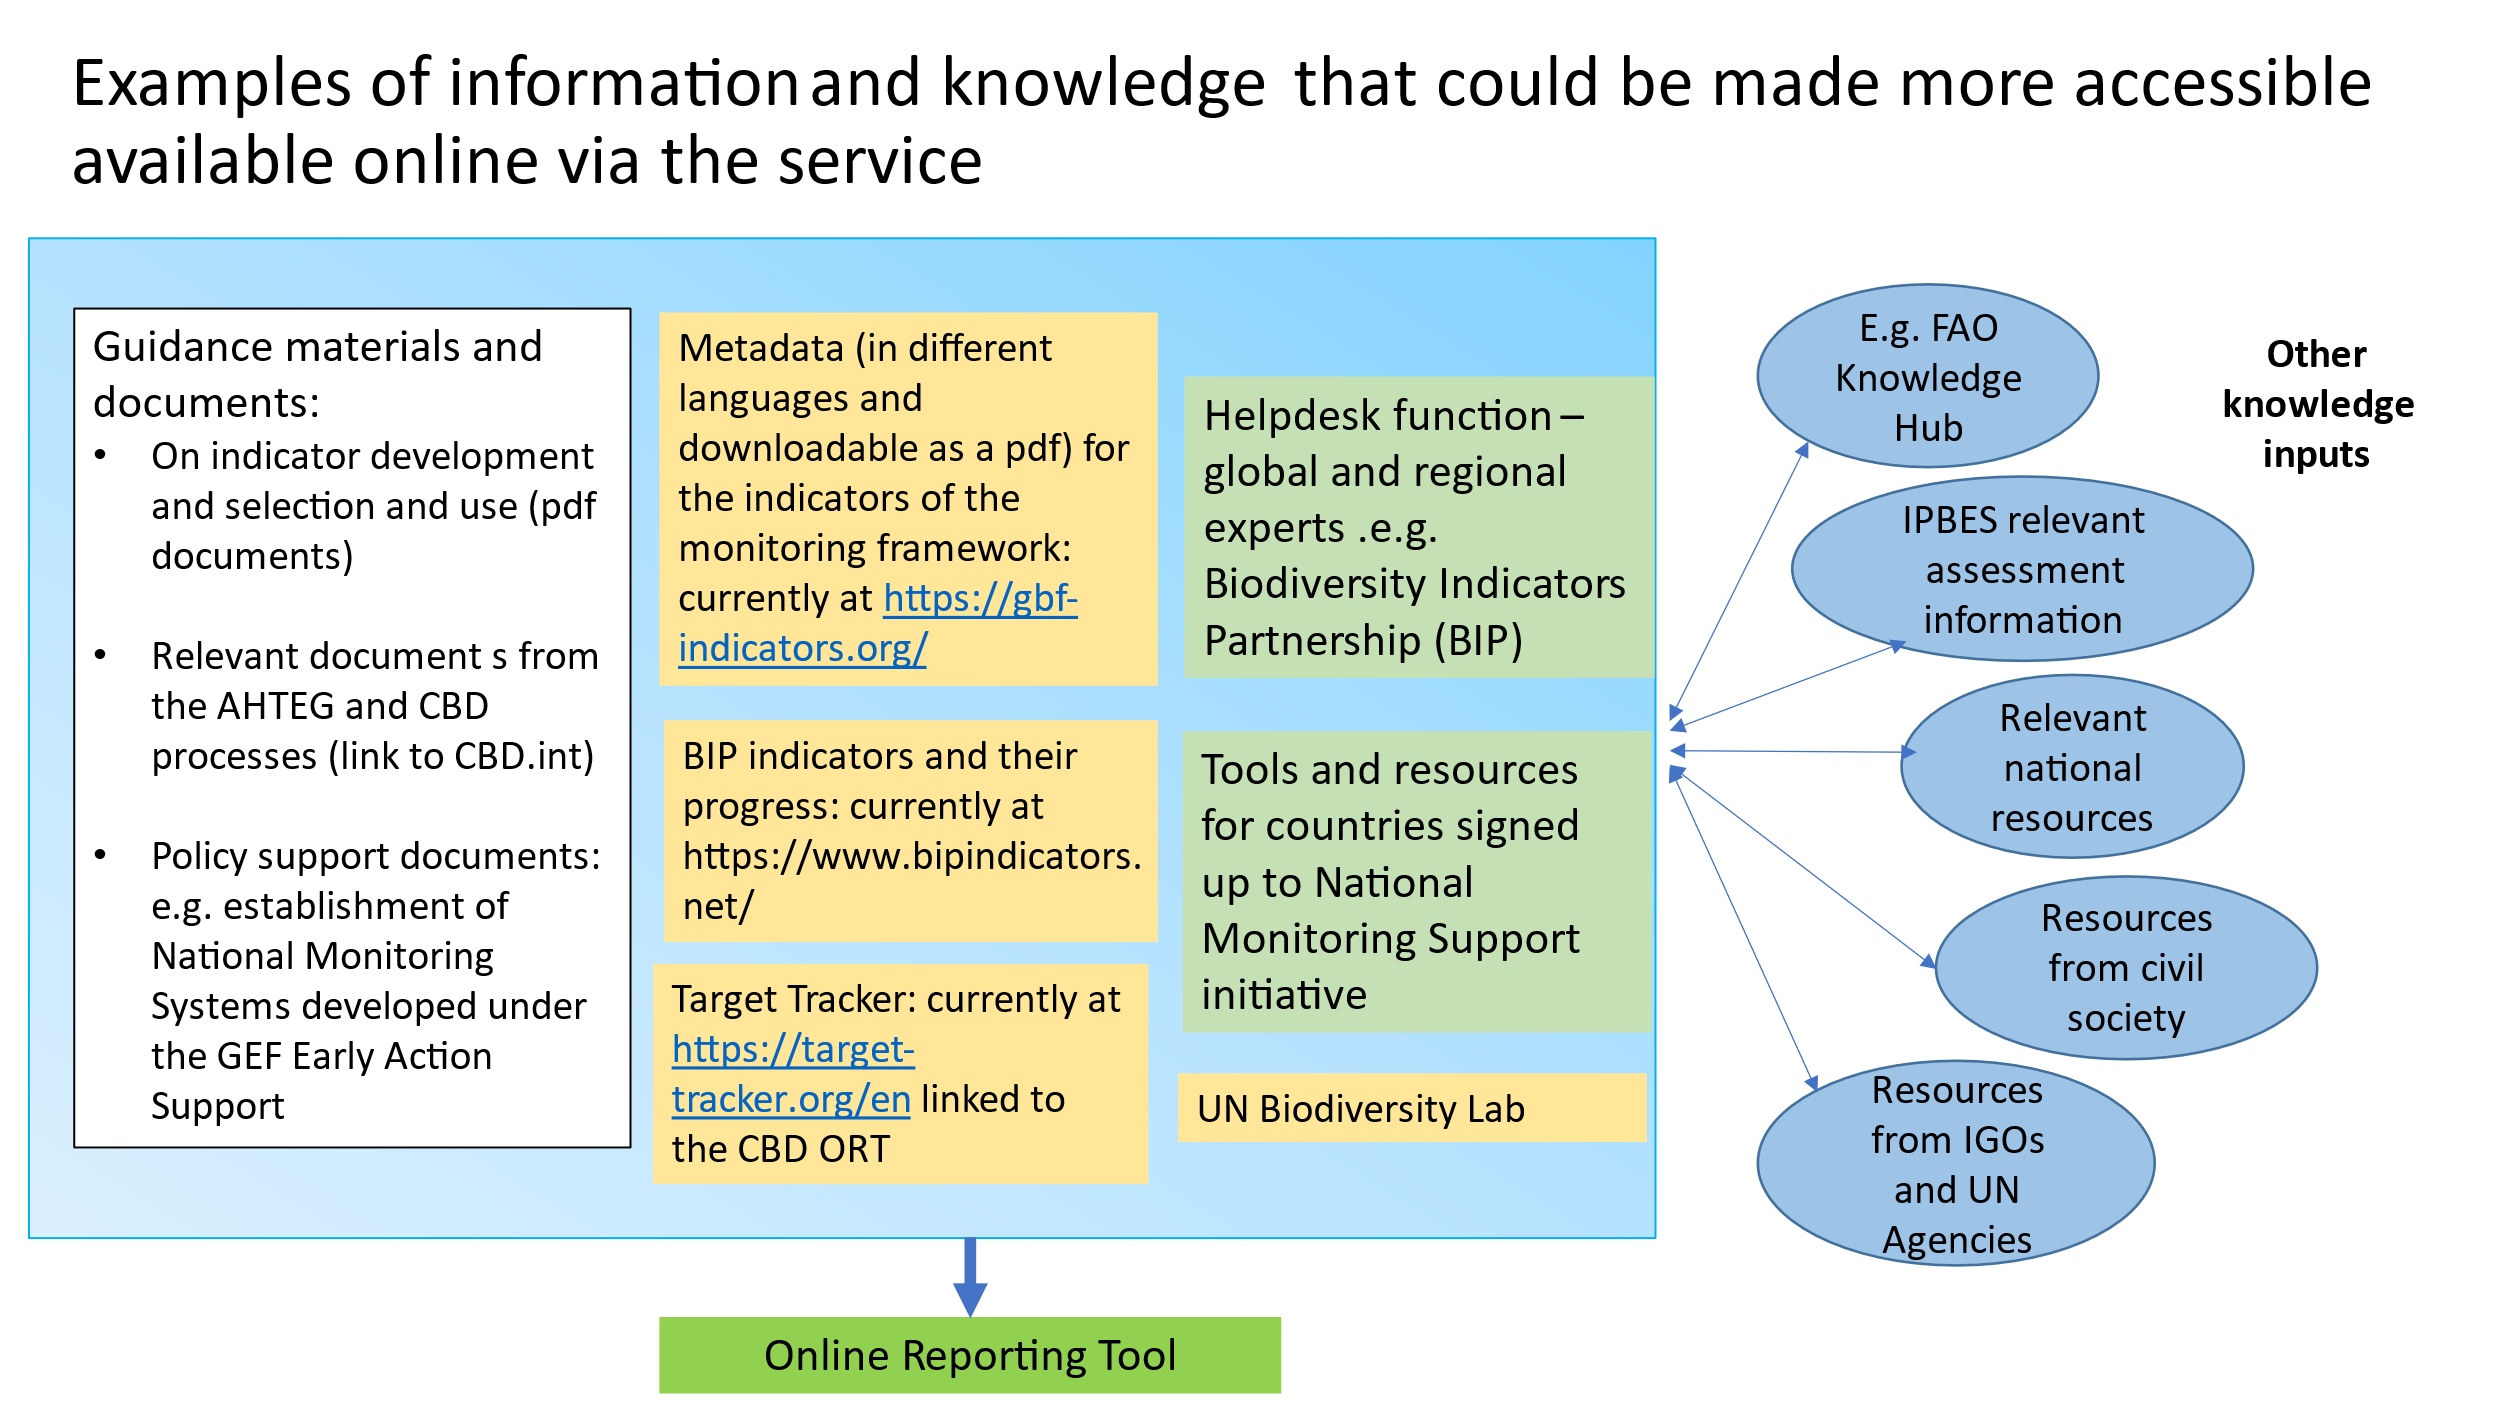 Examples of information and knowledge that could be made more accessible
available online via the service
Guidance materials and
documents:
• On indicator development
and selection and use (pdf
documents)
• Relevant document s from
the AHTEG and CBD
processes (link to CBD.int)
• Policy support documents:
e.g. establishment of
National Monitoring
Systems developed under
the GEF Early Action
Support
Metadata (in different
languages and
downloadable as a pdf) for
the indicators of the
monitoring framework:
currently at https://gbf-
indicators.org/
BIP indicators and their
progress: currently at
https://www.bipindicators.
net/
Target Tracker: currently at
https://target-
tracker.org/en linked to
the CBD ORT
Helpdesk function –
global and regional
experts .e.g.
Biodiversity Indicators
Partnership (BIP)
Tools and resources
for countries signed
up to National
Monitoring Support
initiative
UN Biodiversity Lab
E.g. FAO
Knowledge
Hub
Other
knowledge
inputs
IPBES relevant
assessment
information
Relevant
national
resources
Resources
from civil
society
Resources
from IGOs
and UN
Agencies
Online Reporting Tool